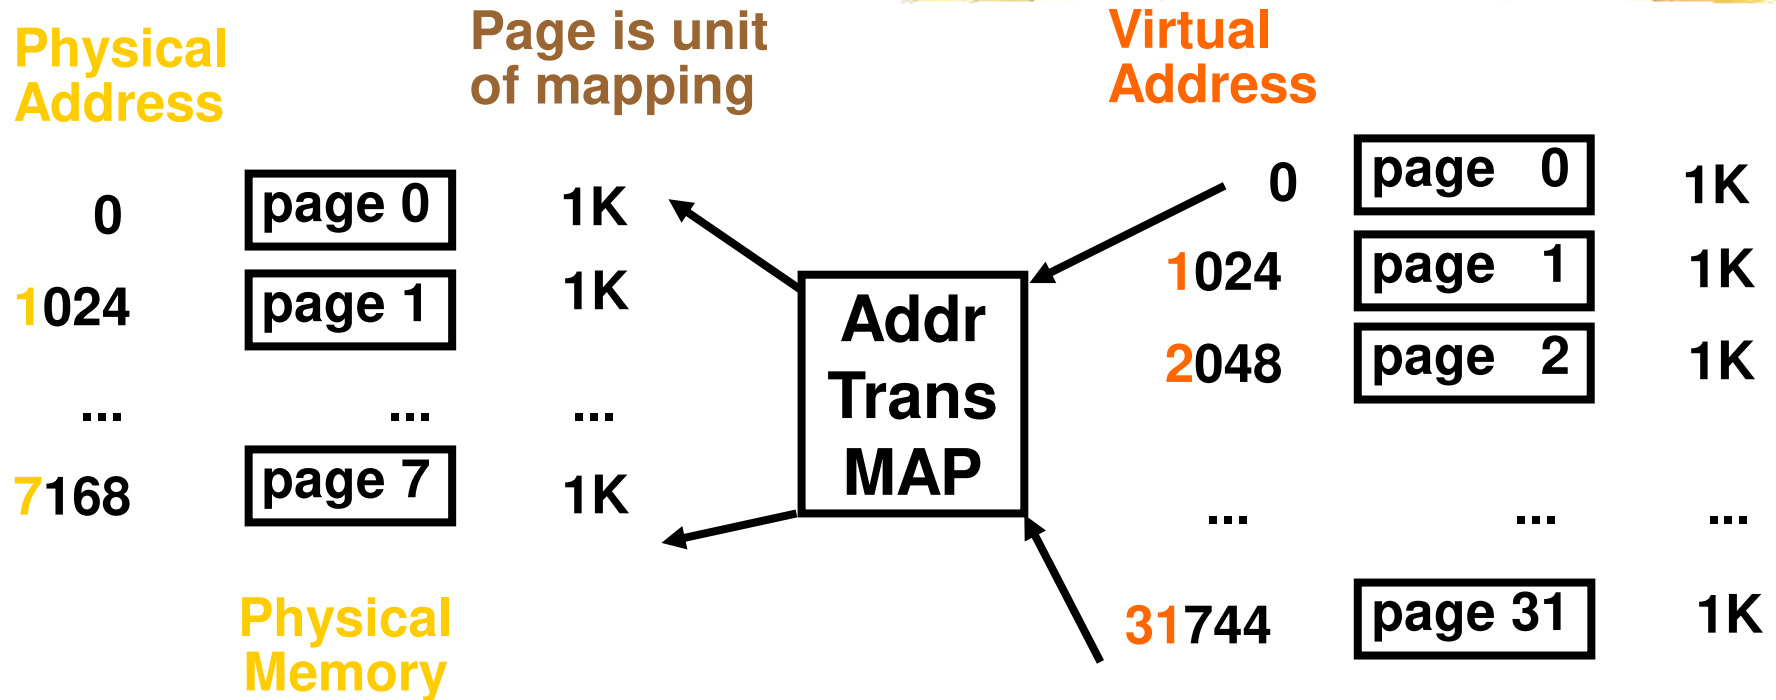 Physical
Address
Page is unit
of mapping
Virtual
Address
0 page 0 1K
1024 page 1 1K
... ... ...
7168 page 7 1K
Physical
Memory
Addr
Trans
MAP
0 page 0 1K
1024 page 1 1K
2048 page 2 1K
... ... ...
31744 page 31 1K